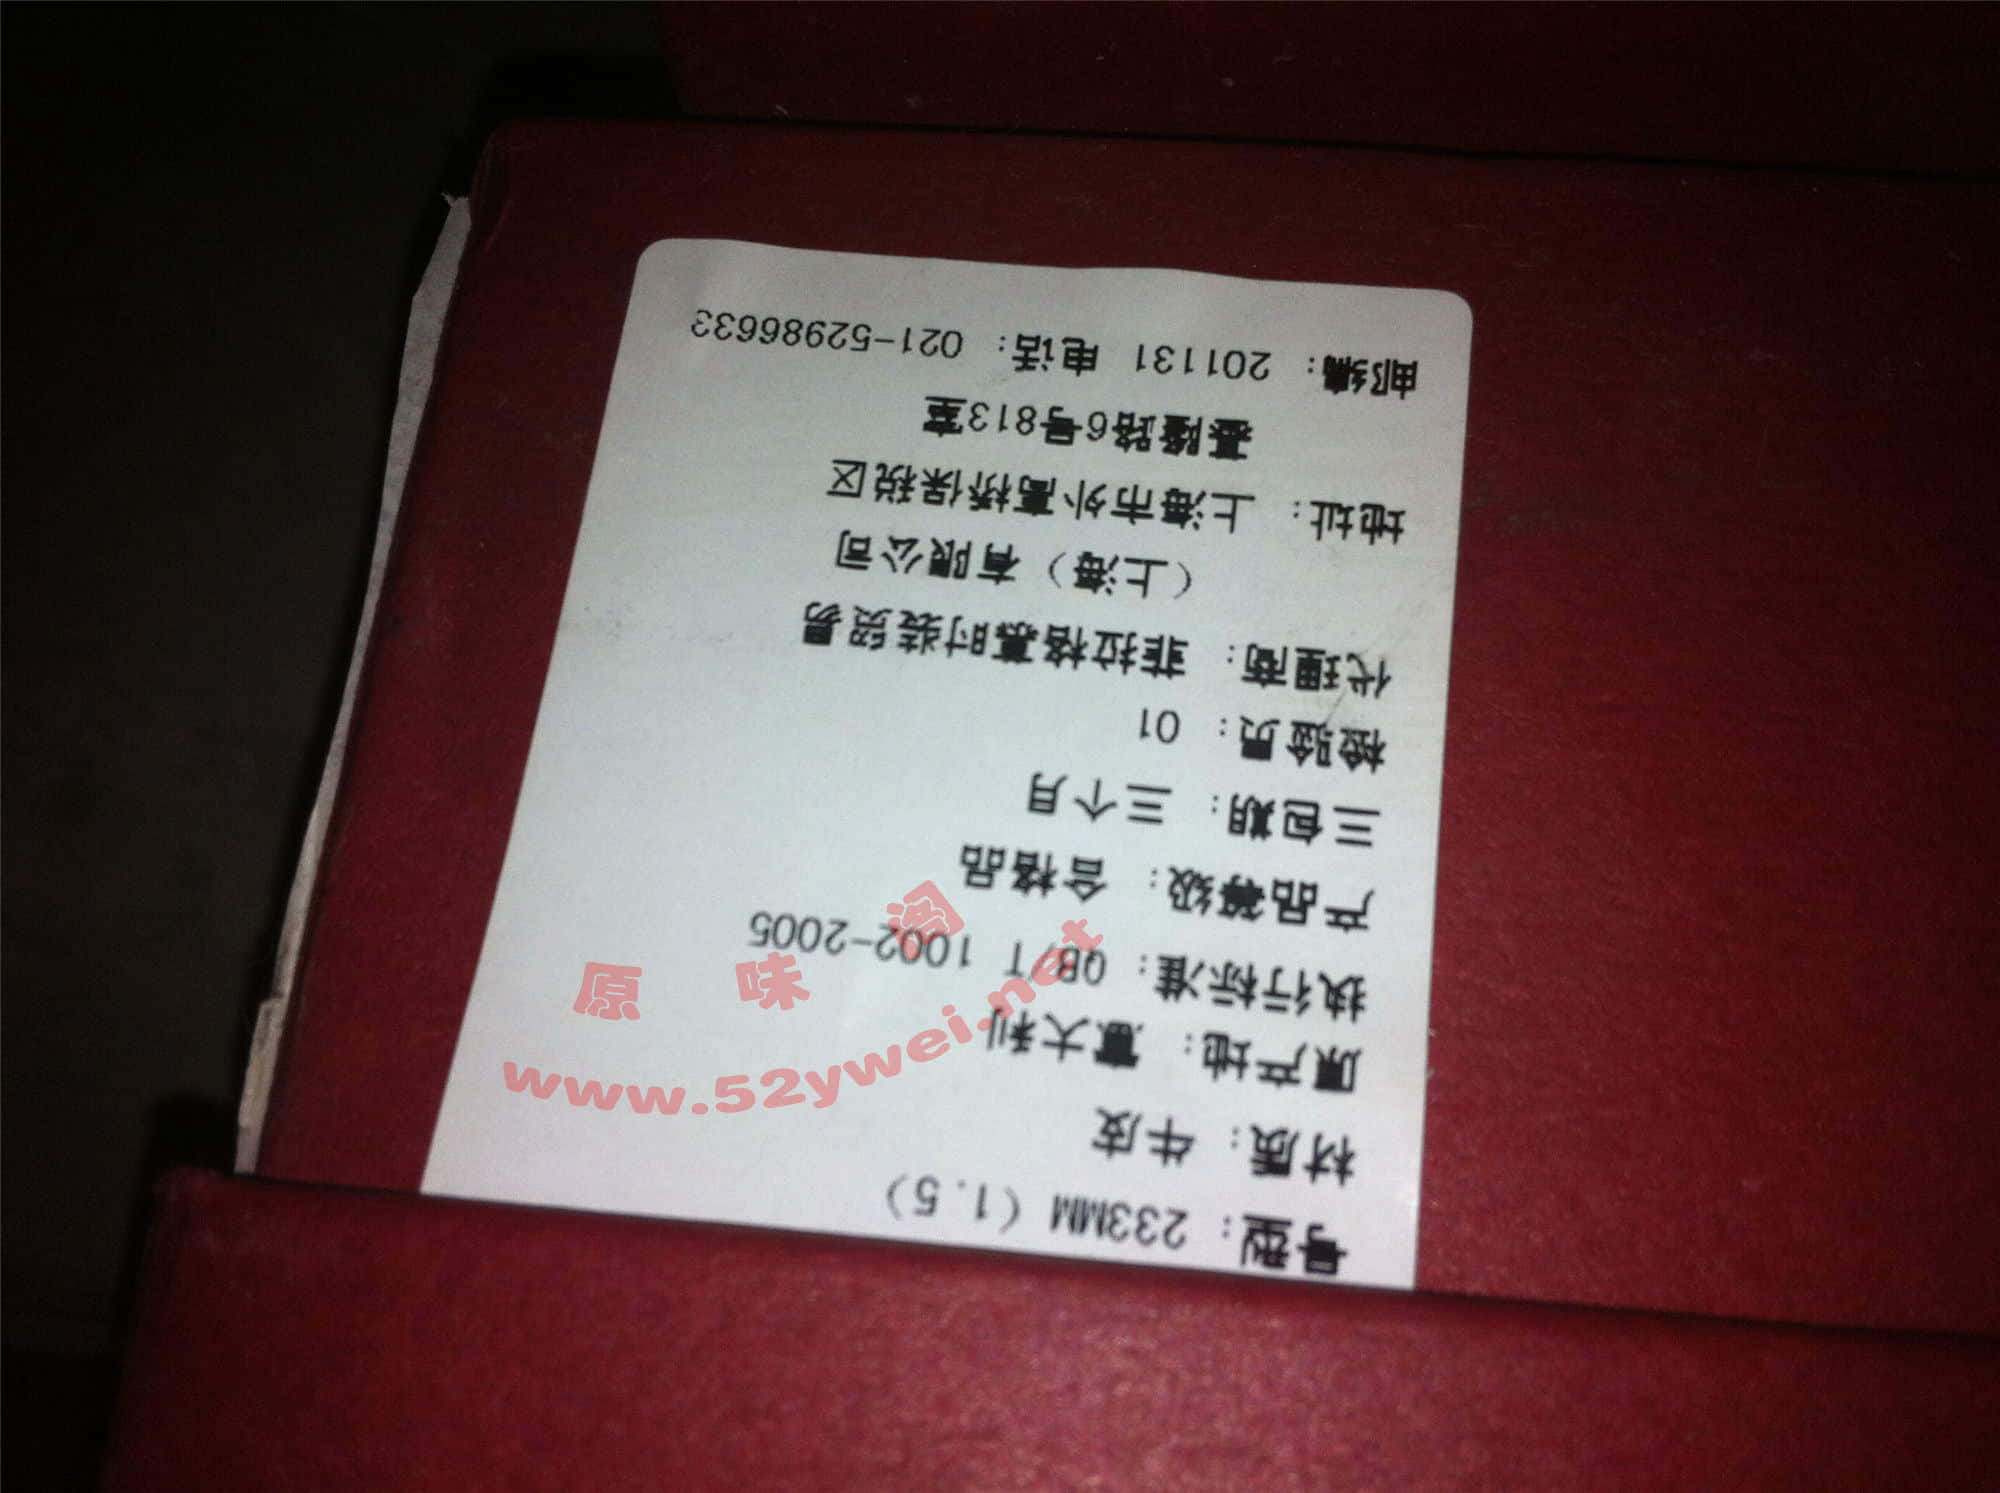 号型: 233MM (1.5)
材质: 牛皮
原产地: 意大利
执行标准: QB/T 1002-2005
产品等级: 合格品
三包期: 三个月
检验员: 01
代理商: 菲拉格慕时装贸易
(上海) 有限公司
地址: 上海市外高桥保税区
基隆路6号813室
邮编: 201131 电话: 021-52986633
原味阁
www.52ywei.net